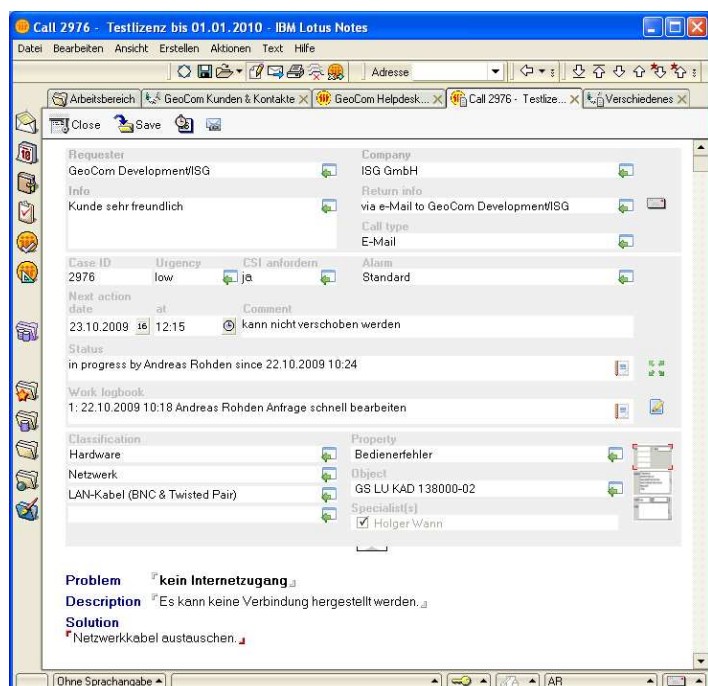 Call 2976 - Testlizenz bis 01.01.2010 - IBM Lotus Notes
Datei Bearbeiten Ansicht Erstellen Aktionen Text Hilfe
Adresse
Arbeitsbereich GeoCom Kunden & Kontakte GeoCom Helpdesk... Call 2976 - Testlize... Verschiedenes
Close Save
Requester Company
GeoCom Development/ISG ISG GmbH
Info Return info
Kunde sehr freundlich via e-Mail to GeoCom Development/ISG
Call type
E-Mail
Case ID Urgency CSI anfordern Alarm
2976 low ja Standard
Next action
date at Comment
23.10.2009 16 12:15 kann nicht verschoben werden
Status
in progress by Andreas Rohden since 22.10.2009 10:24
Work logbook
1: 22.10.2009 10:18 Andreas Rohden Anfrage schnell bearbeiten
Classification Property
Hardware Bedienerfehler
Netzwerk Object
LAN-Kabel (BNC & Twisted Pair) GS LU KAD 138000-02
Specialist(s)
Holger Wann
Problem kein Internetzugang
Description Es kann keine Verbindung hergestellt werden.
Solution
Netzwerkkabel austauschen.
Ohne Sprachangabe AB